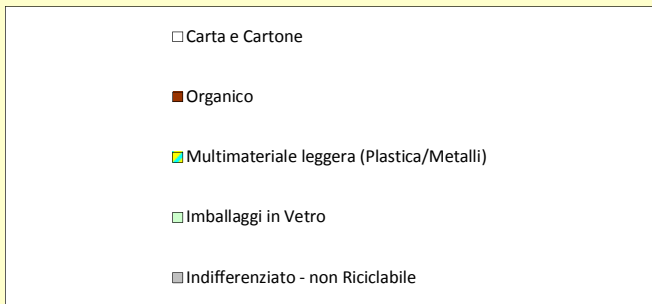 Carta e Cartone
Organico
Multimateriale leggera (Plastica/Metalli)
Imballaggi in Vetro
Indifferenziato - non Riciclabile